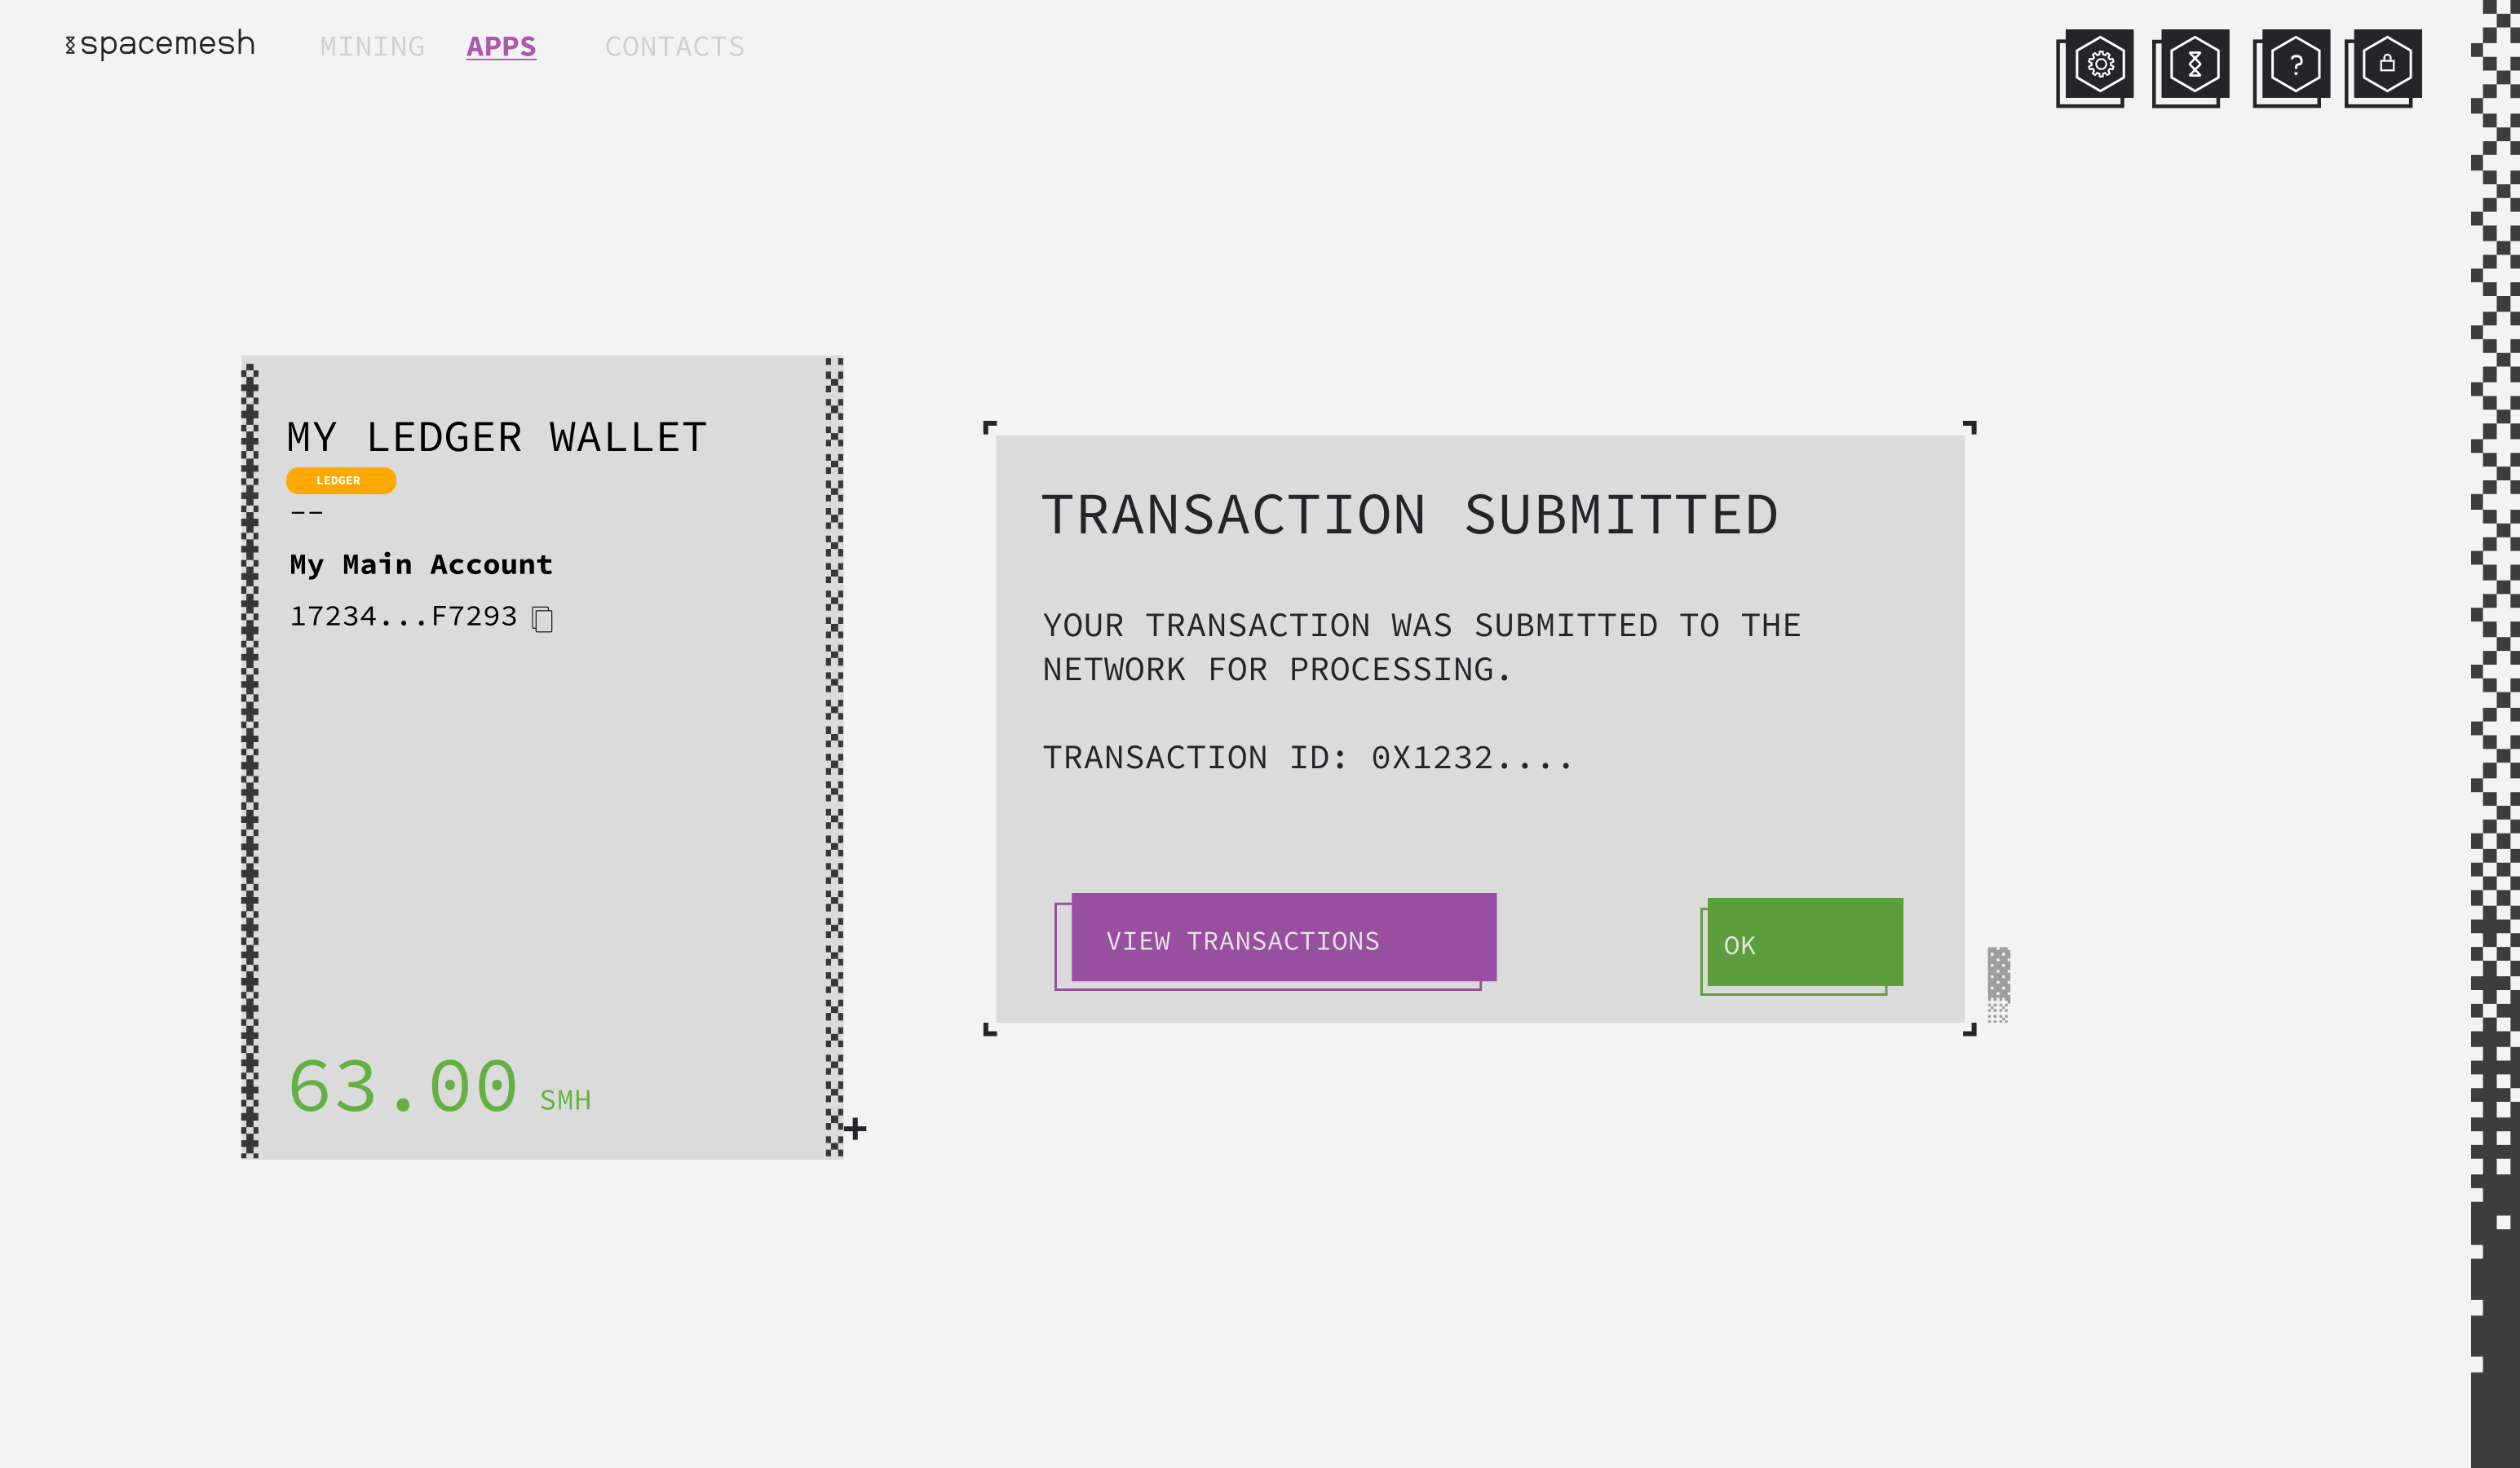 spacemesh
MINING
APPS
CONTACTS
?
MY LEDGER WALLET
LEDGER
--
My Main Account
17234...F7293
63.00 SMH
TRANSACTION SUBMITTED
YOUR TRANSACTION WAS SUBMITTED TO THE
NETWORK FOR PROCESSING.
TRANSACTION ID: 0X1232....
VIEW TRANSACTIONS
OK